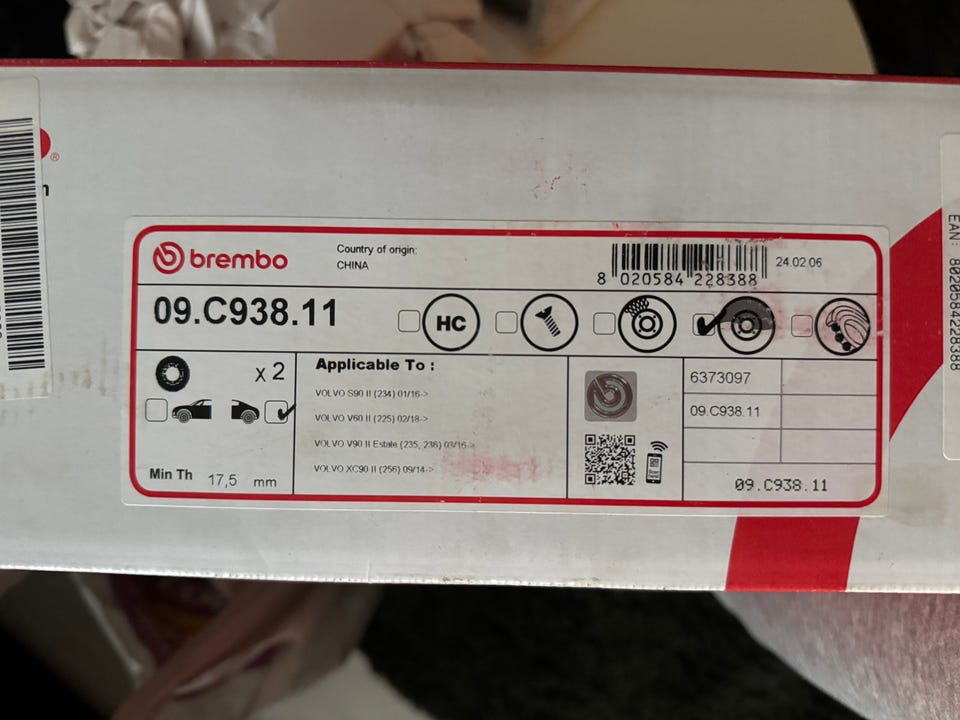 ®
n
brembo
Country of origin:
CHINA
8 020584 228388
24.02.06
09.C938.11
HC
x 2
Min Th 17,5 mm
Applicable To :
VOLVO S90 II (234) 01/16->
VOLVO V60 II (225) 02/18->
VOLVO V90 II Estate (235, 236) 03/16->
VOLVO XC90 II (256) 09/14->
6373097
09.C938.11
09.C938.11
EAN: 8020584228388